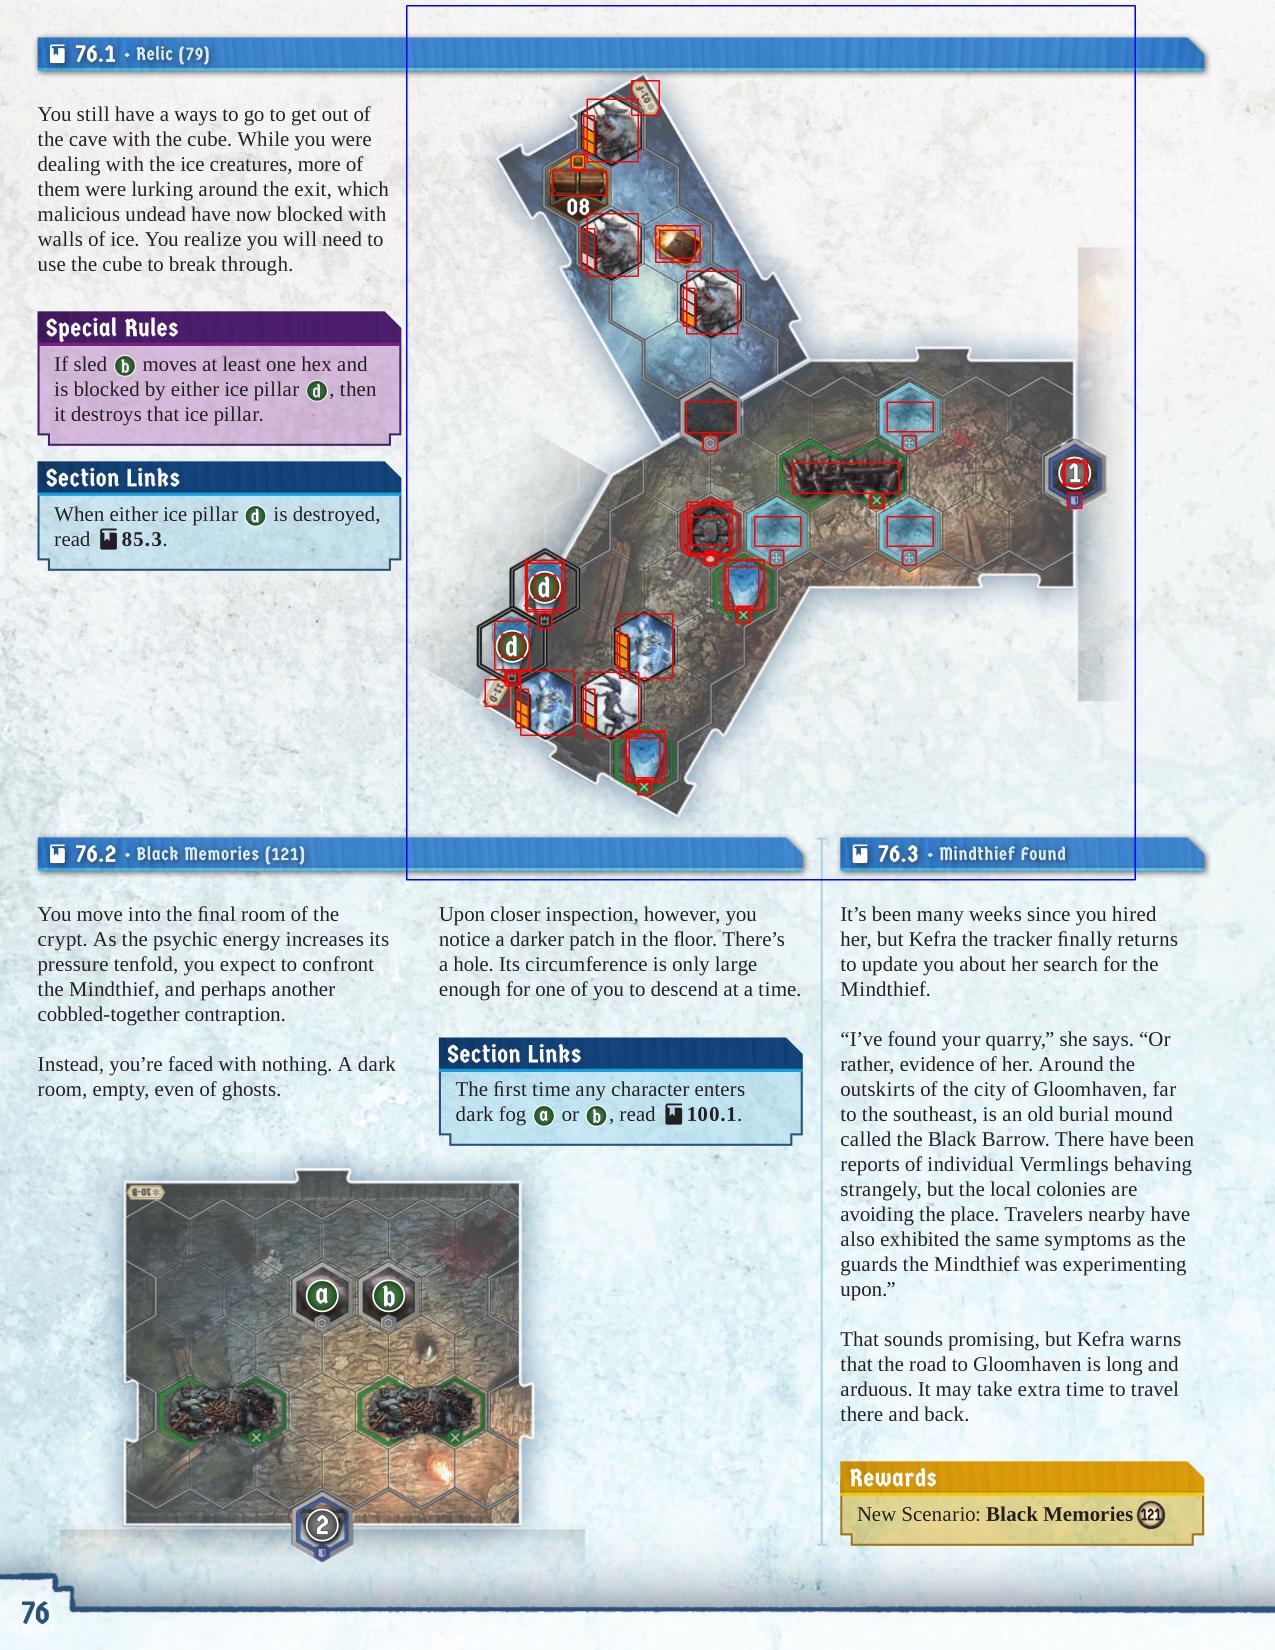 76.1 • Relic (79)
You still have a ways to go to get out of
the cave with the cube. While you were
dealing with the ice creatures, more of
them were lurking around the exit, which
malicious undead have now blocked with
walls of ice. You realize you will need to
use the cube to break through.
Special Rules
If sled b moves at least one hex and
is blocked by either ice pillar d, then
it destroys that ice pillar.
Section Links
When either ice pillar d is destroyed,
read 85.3.
08
1
d
d
11-D
76.2 • Black Memories (121)
You move into the final room of the
crypt. As the psychic energy increases its
pressure tenfold, you expect to confront
the Mindthief, and perhaps another
cobbled-together contraption.
Instead, you’re faced with nothing. A dark
room, empty, even of ghosts.
Upon closer inspection, however, you
notice a darker patch in the floor. There’s
a hole. Its circumference is only large
enough for one of you to descend at a time.
Section Links
The first time any character enters
dark fog a or b, read 100.1.
10-B
a b
2
76.3 • Mindthief Found
It’s been many weeks since you hired
her, but Kefra the tracker finally returns
to update you about her search for the
Mindthief.
“I’ve found your quarry,” she says. “Or
rather, evidence of her. Around the
outskirts of the city of Gloomhaven, far
to the southeast, is an old burial mound
called the Black Barrow. There have been
reports of individual Vermlings behaving
strangely, but the local colonies are
avoiding the place. Travelers nearby have
also exhibited the same symptoms as the
guards the Mindthief was experimenting
upon.”
That sounds promising, but Kefra warns
that the road to Gloomhaven is long and
arduous. It may take extra time to travel
there and back.
Rewards
New Scenario: Black Memories 121
76